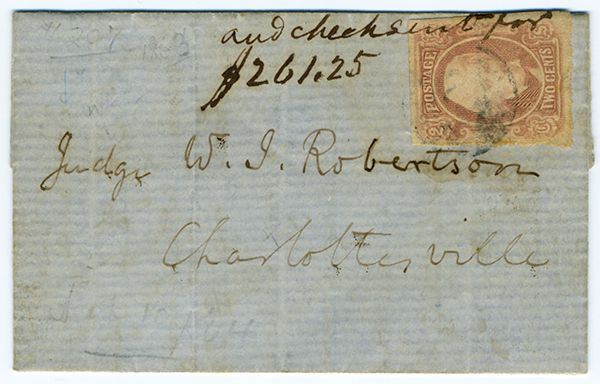 and check sent for
$261.25
POSTAGE
TWO CENTS
Judge W. J. Robertson
Charlottesville